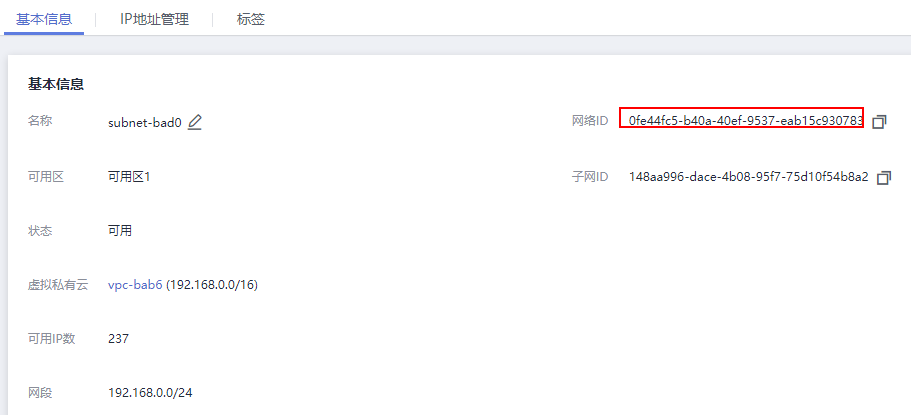 基本信息 IP地址管理 标签
基本信息
名称 subnet-bad0 网络ID 0fe44fc5-b40a-40ef-9537-eab15c930783
可用区 可用区1 子网ID 148aa996-dace-4b08-95f7-75d10f54b8a2
状态 可用
虚拟私有云 vpc-bab6 (192.168.0.0/16)
可用IP数 237
网段 192.168.0.0/24